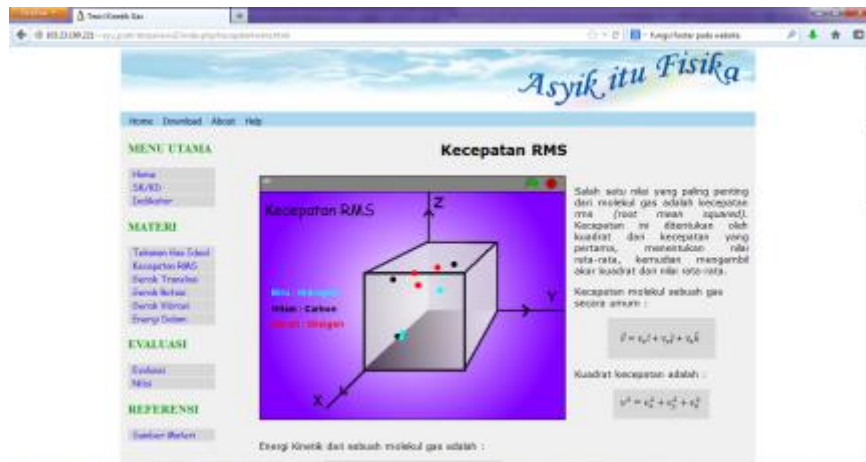 Teori Kinetik Gas
Asyik itu Fisika
Home Download About Help
MENU UTAMA
Home
SK/KD
Indikator
MATERI
Tekanan Gas Ideal
Kecepatan RMS
Gerak Translasi
Gerak Rotasi
Gerak Vibrasi
Energi Dalam
EVALUASI
Evaluasi
Nilai
REFERENSI
Sumber Materi
Kecepatan RMS
Kecepatan RMS
Z
Y
X
Biru : Nitrogen
Hitam : Carbon
Merah : Oksigen
Salah satu nilai yang paling penting
dari molekul gas adalah kecepatan
rms (root mean squared).
Kecepatan ini ditentukan oleh
kuadrat dari kecepatan yang
pertama, menentukan nilai
rata-rata, kemudian mengambil
akar kuadrat dari nilai rata-rata.
Kecepatan molekul sebuah gas
secara umum :
Kuadrat kecepatan adalah :
Energi Kinetik dari sebuah molekul gas adalah :